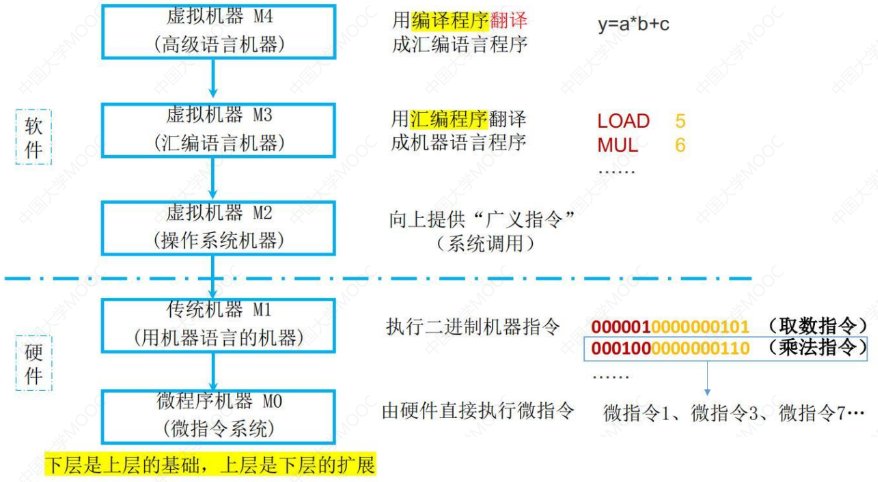 虚拟机器 M4
(高级语言机器)
用编译程序翻译
成汇编语言程序
y=a*b+c
软件
虚拟机器 M3
(汇编语言机器)
用汇编程序翻译
成机器语言程序
LOAD 5
MUL 6
……
虚拟机器 M2
(操作系统机器)
向上提供“广义指令”
（系统调用）
硬件
传统机器 M1
(用机器语言的机器)
执行二进制机器指令
0000010000000101 （取数指令）
0001000000000110 （乘法指令）
……
微程序机器 M0
(微指令系统)
由硬件直接执行微指令
微指令1、微指令3、微指令7…
下层是上层的基础，上层是下层的扩展
中国大学MOOC